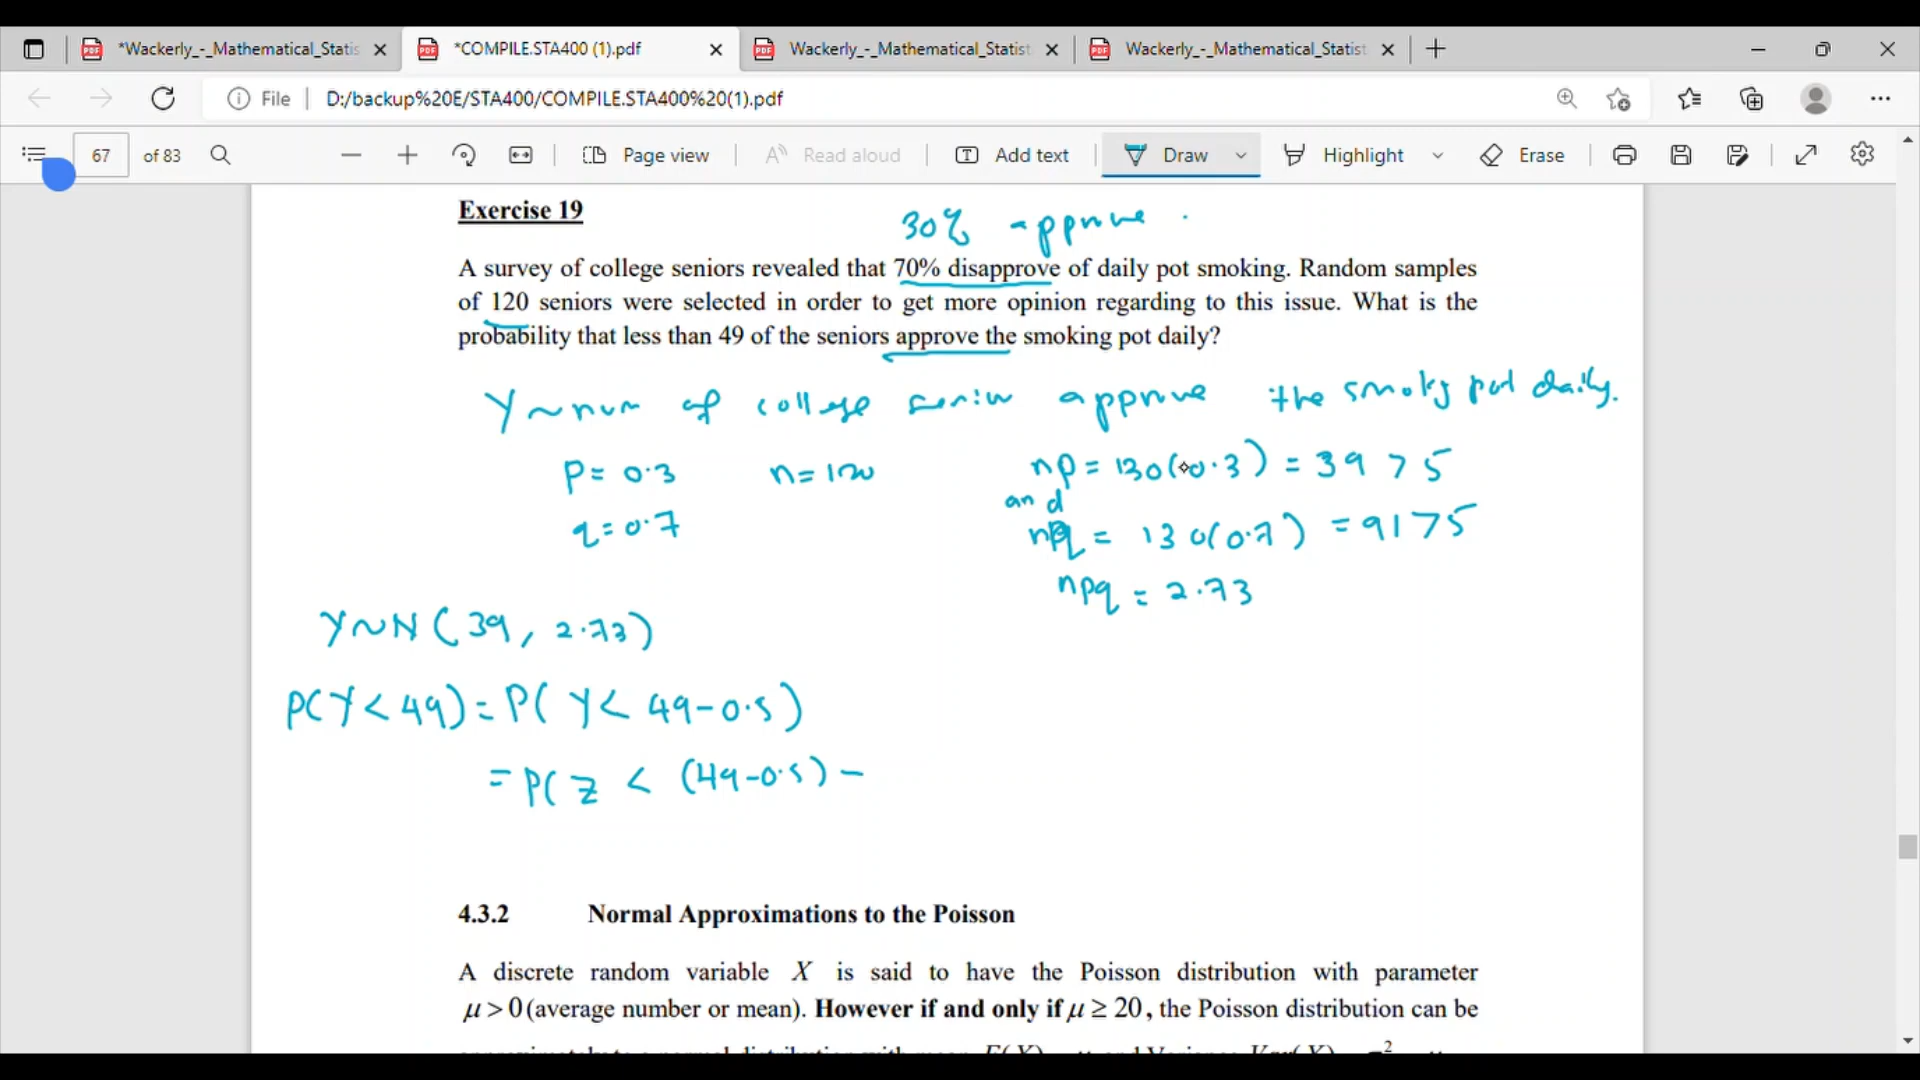 *Wackerly_-_Mathematical_Statis
*COMPILE.STA400 (1).pdf
Wackerly_-_Mathematical_Statist
Wackerly_-_Mathematical_Statist
File
D:/backup%20E/STA400/COMPILE.STA400%20(1).pdf
67 of 83
Page view
Read aloud
Add text
Draw
Highlight
Erase
Exercise 19
30% approve .
A survey of college seniors revealed that 70% disapprove of daily pot smoking. Random samples
of 120 seniors were selected in order to get more opinion regarding to this issue. What is the
probability that less than 49 of the seniors approve the smoking pot daily?
Y ~ num of college senior approve the smoky pot daily.
P = 0.3 n = 120 np = 130(0.3) = 39 > 5
and
q = 0.7 nq = 130(0.7) = 91 > 5
npq = 2.73
Y~N(39, 2.73)
P(Y < 49) = P( Y < 49-0.5)
= P( Z < (49-0.5) -
4.3.2 Normal Approximations to the Poisson
A discrete random variable X is said to have the Poisson distribution with parameter
μ > 0 (average number or mean). However if and only if μ ≥ 20, the Poisson distribution can be